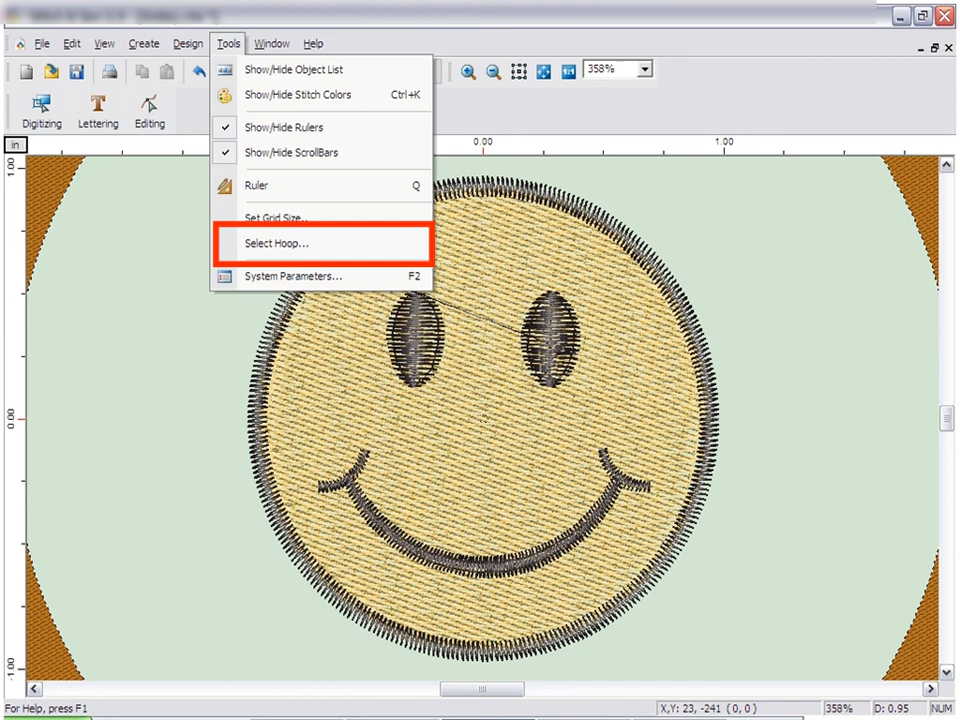 File Edit View Create Design Tools Window Help
358%
Digitizing Lettering Editing
Show/Hide Object List
Show/Hide Stitch Colors Ctrl+K
Show/Hide Rulers
Show/Hide ScrollBars
Ruler Q
Set Grid Size..
Select Hoop...
System Parameters... F2
in
0.00 1.00
1.00
0.00
-1.00
1:1
For Help, press F1 X,Y: 23, -241 (0, 0) 358% D: 0.95 NUM